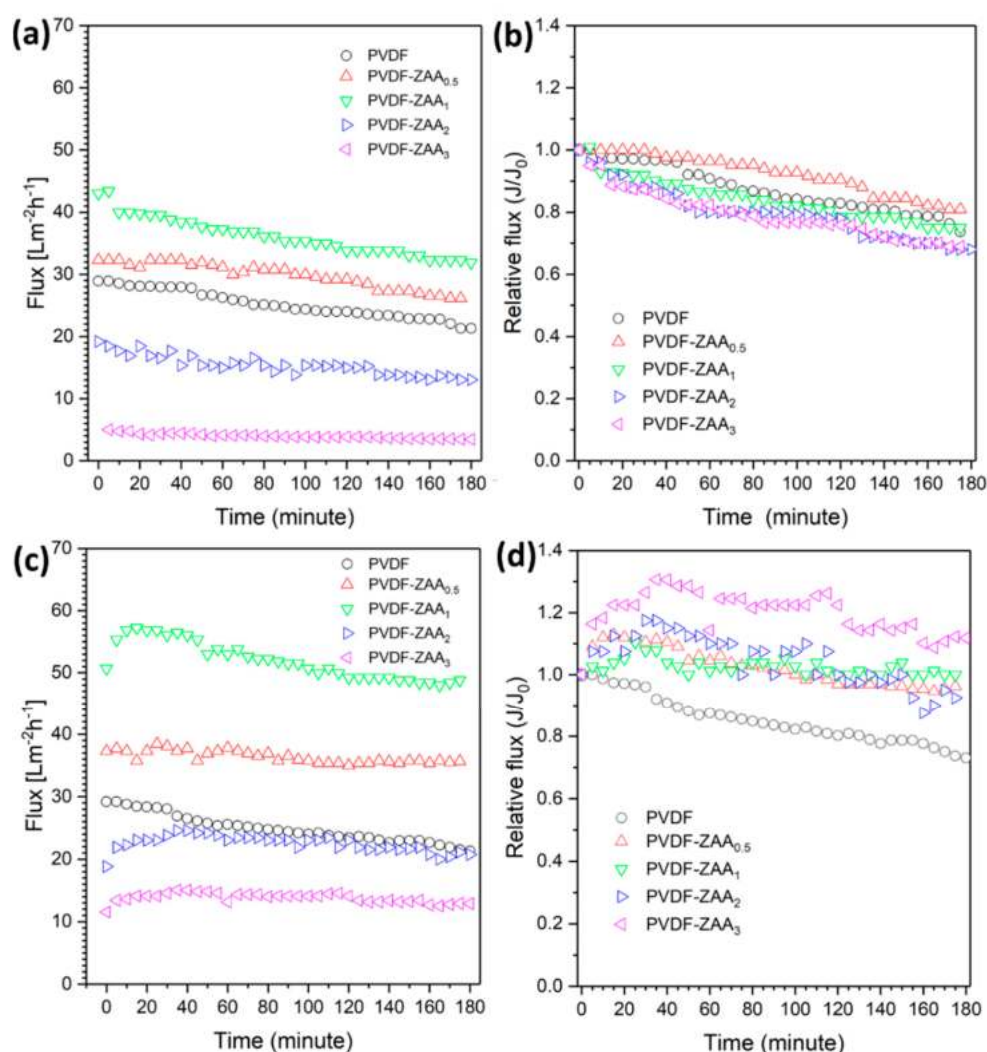 (a)
70
60
50
40
30
20
10
0
Flux [Lm⁻²h⁻¹]
PVDF
PVDF-ZAA₀.₅
PVDF-ZAA₁
PVDF-ZAA₂
PVDF-ZAA₃
0 20 40 60 80 100 120 140 160 180
Time (minute)
(b)
1.4
1.2
1.0
0.8
0.6
0.4
0.2
0.0
Relative flux (J/J₀)
PVDF
PVDF-ZAA₀.₅
PVDF-ZAA₁
PVDF-ZAA₂
PVDF-ZAA₃
0 20 40 60 80 100 120 140 160 180
Time (minute)
(c)
70
60
50
40
30
20
10
0
Flux [Lm⁻²h⁻¹]
PVDF
PVDF-ZAA₀.₅
PVDF-ZAA₁
PVDF-ZAA₂
PVDF-ZAA₃
0 20 40 60 80 100 120 140 160 180
Time (minute)
(d)
1.4
1.2
1.0
0.8
0.6
0.4
0.2
0.0
Relative flux (J/J₀)
PVDF
PVDF-ZAA₀.₅
PVDF-ZAA₁
PVDF-ZAA₂
PVDF-ZAA₃
0 20 40 60 80 100 120 140 160 180
Time (minute)